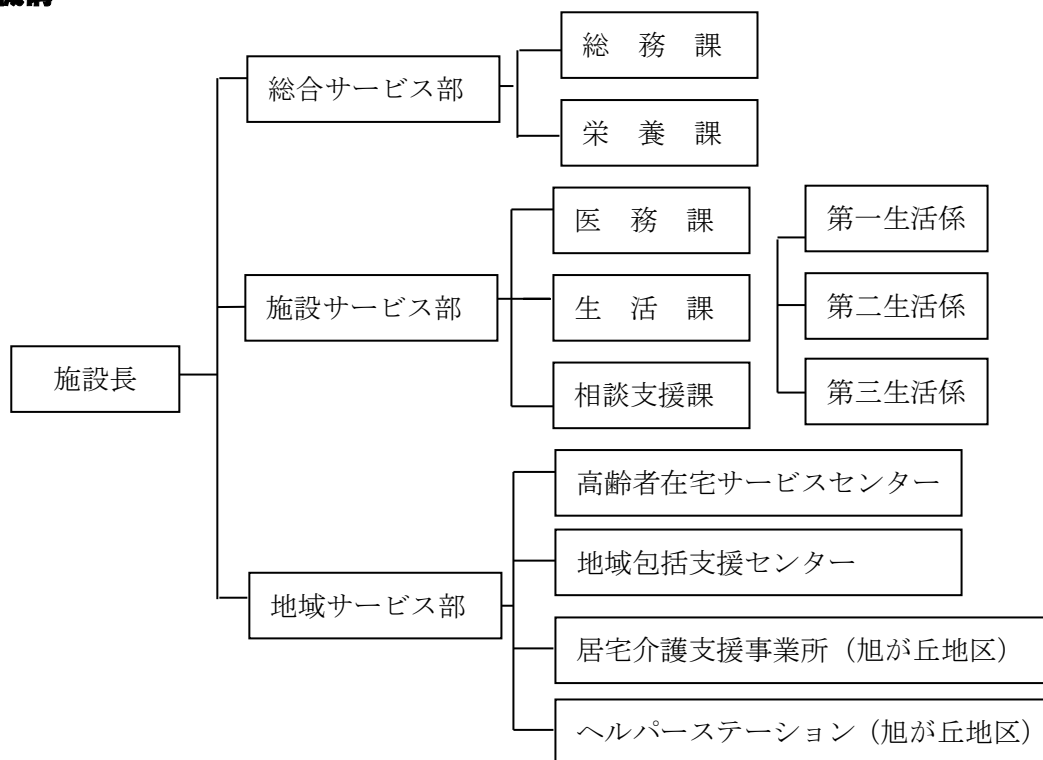 総　務　課
総合サービス部
栄　養　課
医　務　課
第一生活係
施設サービス部
生　活　課
第二生活係
施設長
相談支援課
第三生活係
高齢者在宅サービスセンター
地域包括支援センター
地域サービス部
居宅介護支援事業所（旭が丘地区）
ヘルパーステーション（旭が丘地区）